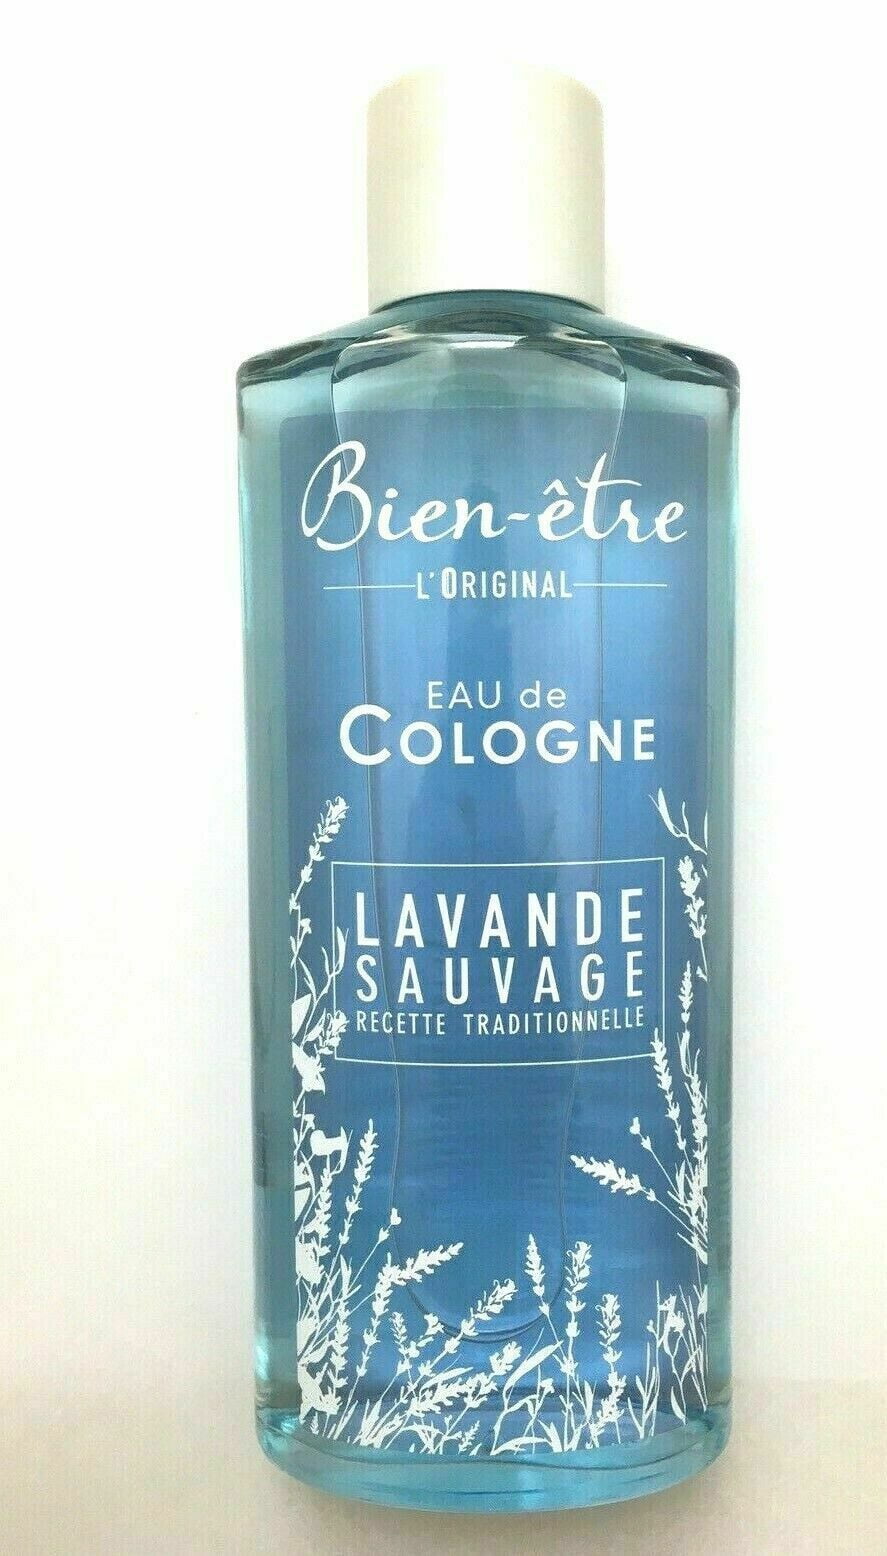 Bien-être
L'ORIGINAL
EAU de
COLOGNE
LAVANDE
SAUVAGE
RECETTE TRADITIONNELLE